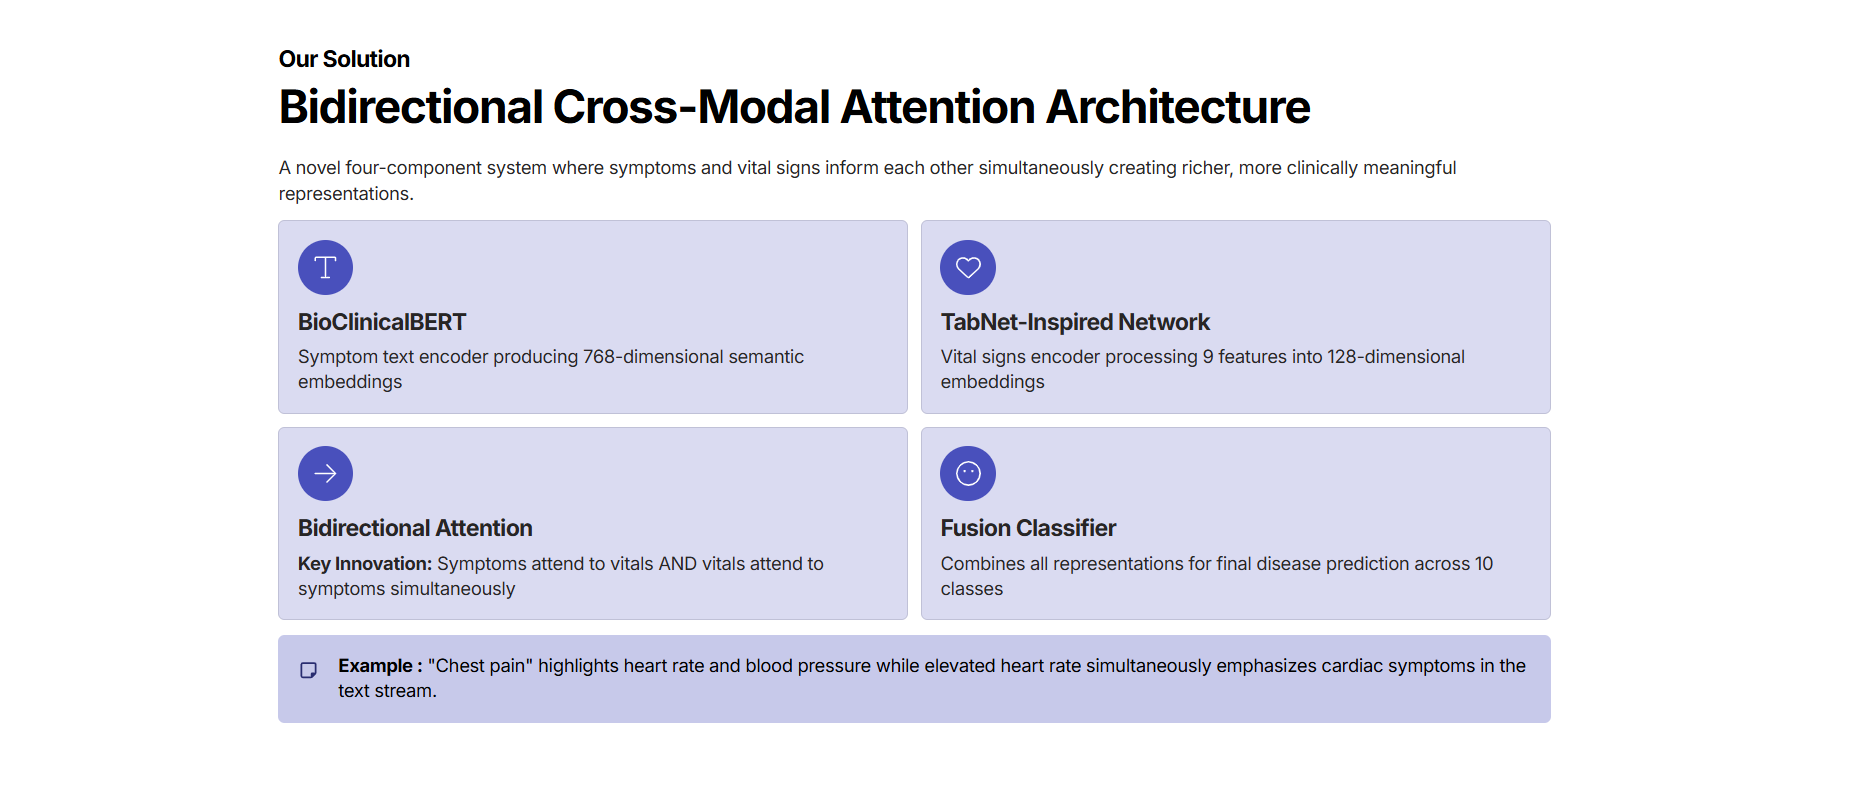 Our Solution
Bidirectional Cross-Modal Attention Architecture
A novel four-component system where symptoms and vital signs inform each other simultaneously creating richer, more clinically meaningful
representations.
BioClinicalBERT
Symptom text encoder producing 768-dimensional semantic
embeddings
TabNet-Inspired Network
Vital signs encoder processing 9 features into 128-dimensional
embeddings
Bidirectional Attention
Key Innovation: Symptoms attend to vitals AND vitals attend to
symptoms simultaneously
Fusion Classifier
Combines all representations for final disease prediction across 10
classes
Example : "Chest pain" highlights heart rate and blood pressure while elevated heart rate simultaneously emphasizes cardiac symptoms in the
text stream.